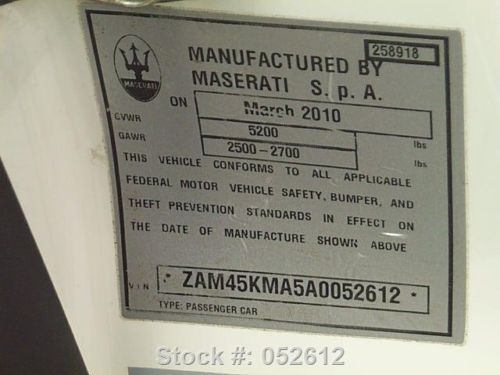 258918
MASERATI
MANUFACTURED BY
MASERATI S.p.A.
ON March 2010
GVWR 5200 lbs
GAWR 2500-2700 lbs
THIS VEHICLE CONFORMS TO ALL APPLICABLE
FEDERAL MOTOR VEHICLE SAFETY, BUMPER, AND
THEFT PREVENTION STANDARDS IN EFFECT ON
THE DATE OF MANUFACTURE SHOWN ABOVE
VIN * ZAM45KMA5A0052612 *
TYPE: PASSENGER CAR
Stock #: 052612